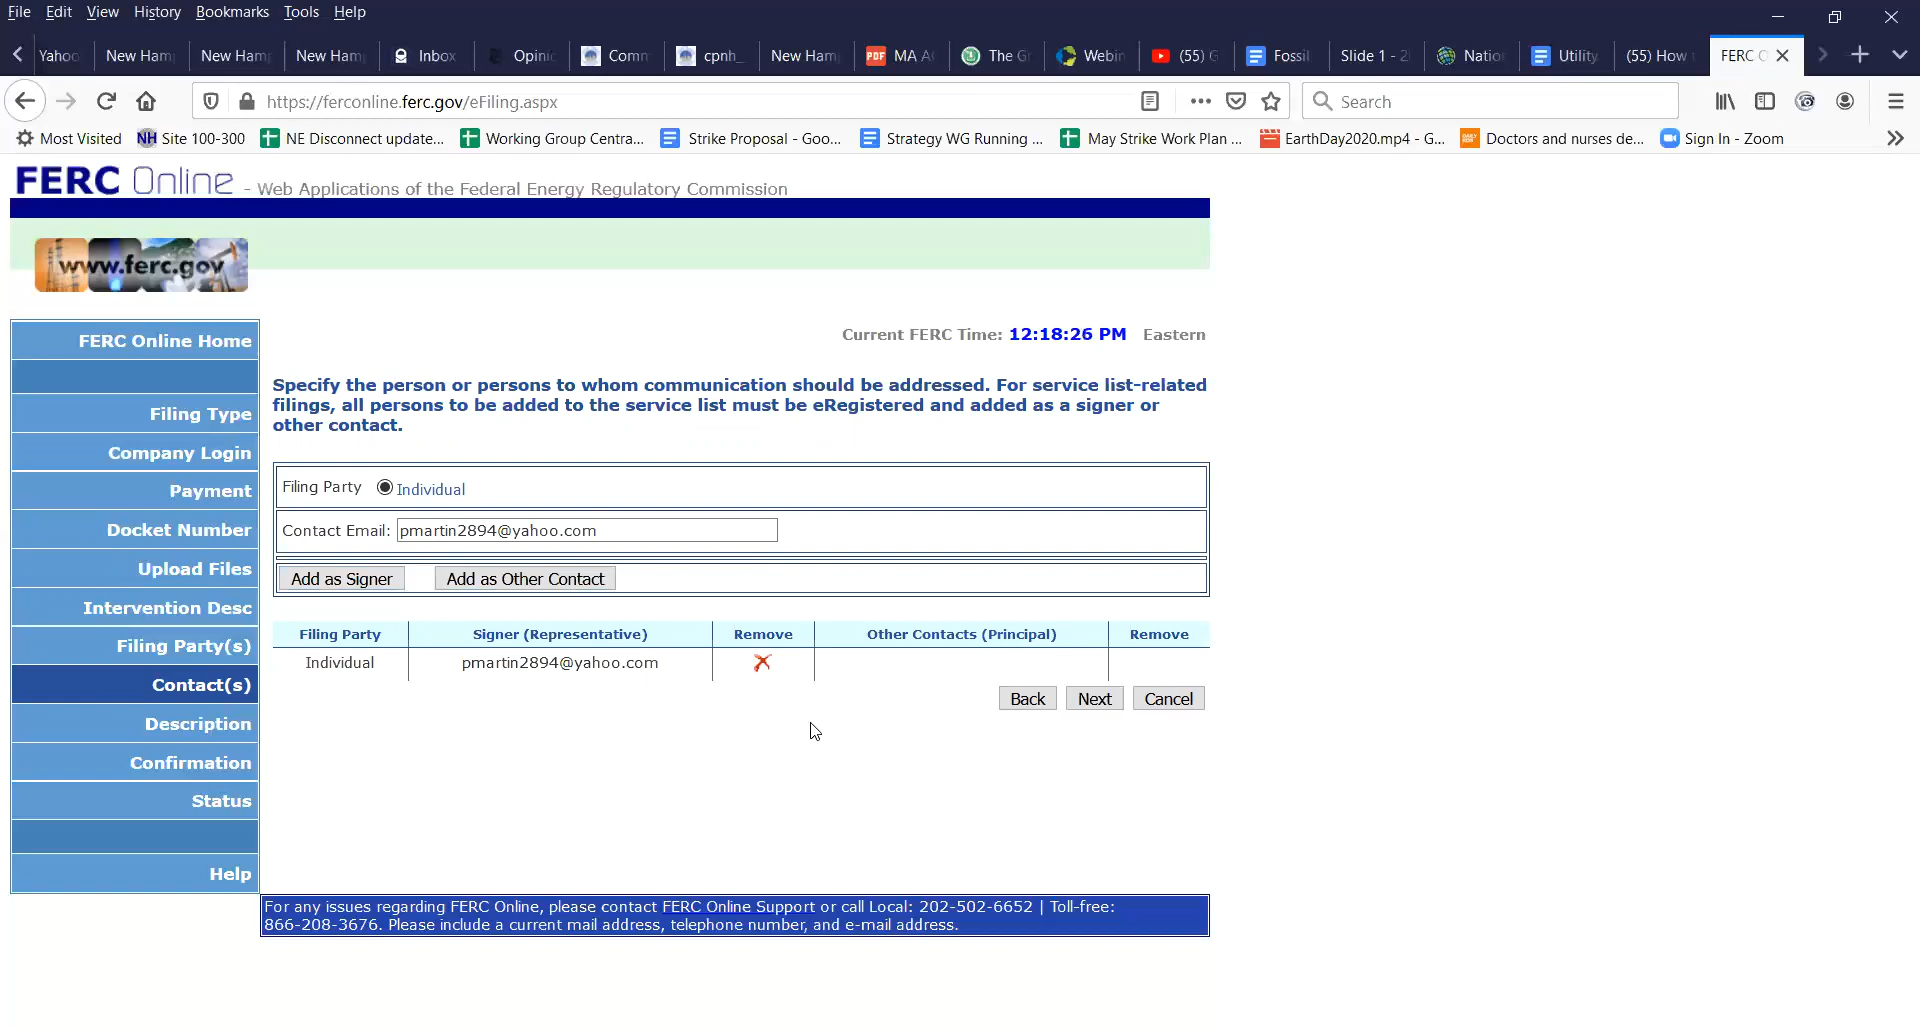 File Edit View History Bookmarks Tools Help
Yahoo New Ham New Ham New Ham Inbox Opinio Comm cpnh_ New Ham PDF MA A The G Webin (55) G Fossil Slide 1 - 2 Natio Utility (55) How FERC O
https://ferconline.ferc.gov/eFiling.aspx Search
Most Visited NH Site 100-300 NE Disconnect update... Working Group Centra... Strike Proposal - Goo... Strategy WG Running ... May Strike Work Plan ... EarthDay2020.mp4 - G... Doctors and nurses de... Sign In - Zoom
FERC Online - Web Applications of the Federal Energy Regulatory Commission
www.ferc.gov
Current FERC Time: 12:18:26 PM Eastern
FERC Online Home
Filing Type
Company Login
Payment
Docket Number
Upload Files
Intervention Desc
Filing Party(s)
Contact(s)
Description
Confirmation
Status
Help
Specify the person or persons to whom communication should be addressed. For service list-related
filings, all persons to be added to the service list must be eRegistered and added as a signer or
other contact.
Filing Party Individual
Contact Email: pmartin2894@yahoo.com
Add as Signer Add as Other Contact
Filing Party Signer (Representative) Remove Other Contacts (Principal) Remove
Individual pmartin2894@yahoo.com
Back Next Cancel
For any issues regarding FERC Online, please contact FERC Online Support or call Local: 202-502-6652 | Toll-free:
866-208-3676. Please include a current mail address, telephone number, and e-mail address.